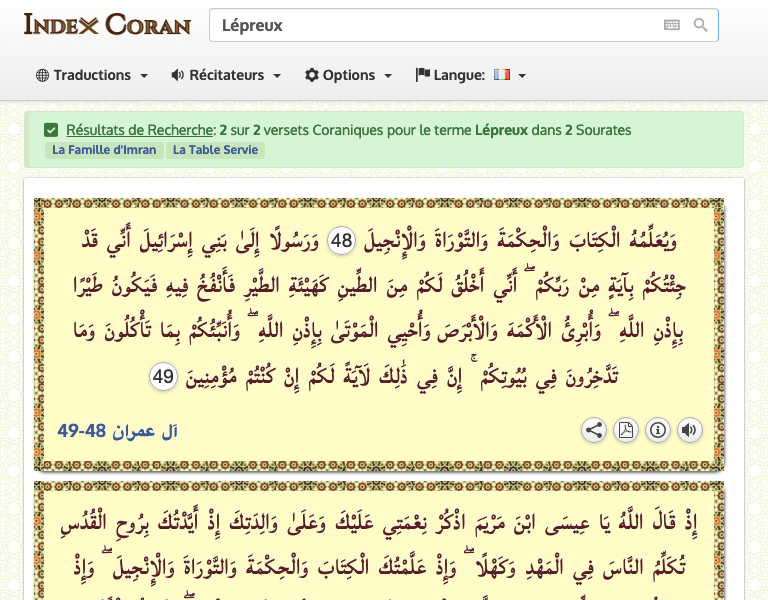 Index Coran
Lépreux
Traductions Récitateurs Options Langue:
Résultats de Recherche: 2 sur 2 versets Coraniques pour le terme Lépreux dans 2 Sourates
La Famille d'Imran La Table Servie
وَيُعَلِّمُهُ الْكِتَابَ وَالْحِكْمَةَ وَالتَّوْرَاةَ وَالْإِنْجِيلَ 48 وَرَسُولًا إِلَىٰ بَنِي إِسْرَائِيلَ أَنِّي قَدْ
جِئْتُكُمْ بِآيَةٍ مِنْ رَبِّكُمْ ۖ أَنِّي أَخْلُقُ لَكُمْ مِنَ الطِّينِ كَهَيْئَةِ الطَّيْرِ فَأَنْفُخُ فِيهِ فَيَكُونُ طَيْرًا
بِإِذْنِ اللَّهِ ۖ وَأُبْرِئُ الْأَكْمَهَ وَالْأَبْرَصَ وَأُحْيِي الْمَوْتَىٰ بِإِذْنِ اللَّهِ ۖ وَأُنَبِّئُكُمْ بِمَا تَأْكُلُونَ وَمَا
تَدَّخِرُونَ فِي بُيُوتِكُمْ ۚ إِنَّ فِي ذَٰلِكَ لَآيَةً لَكُمْ إِنْ كُنْتُمْ مُؤْمِنِينَ 49
آل عمران 48-49
إِذْ قَالَ اللَّهُ يَا عِيسَى ابْنَ مَرْيَمَ اذْكُرْ نِعْمَتِي عَلَيْكَ وَعَلَىٰ وَالِدَتِكَ إِذْ أَيَّدْتُكَ بِرُوحِ الْقُدُسِ
تُكَلِّمُ النَّاسَ فِي الْمَهْدِ وَكَهْلًا ۖ وَإِذْ عَلَّمْتُكَ الْكِتَابَ وَالْحِكْمَةَ وَالتَّوْرَاةَ وَالْإِنْجِيلَ ۖ وَإِذْ